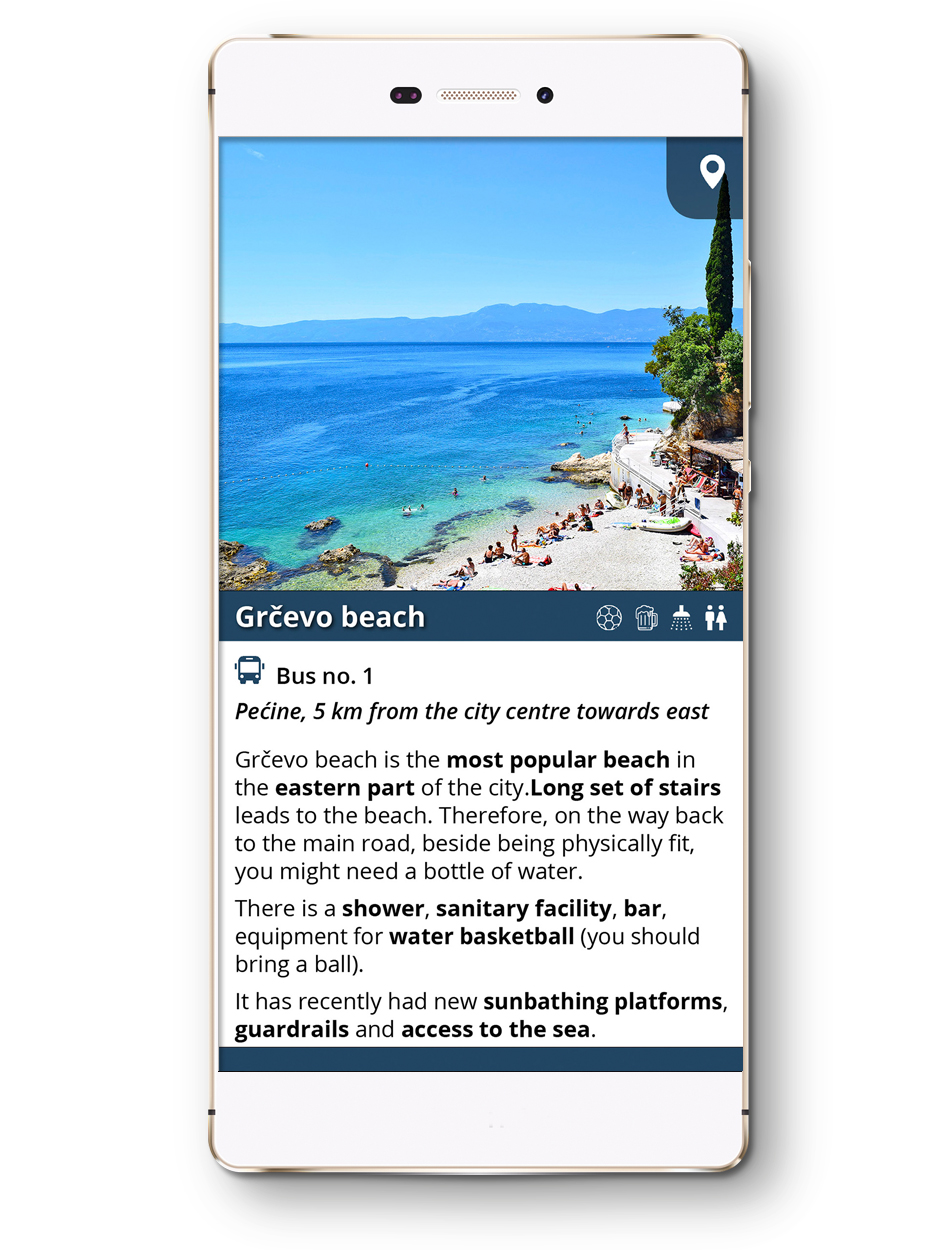 Grčevo beach
Bus no. 1
Pećine, 5 km from the city centre towards east
Grčevo beach is the most popular beach in
the eastern part of the city.Long set of stairs
leads to the beach. Therefore, on the way back
to the main road, beside being physically fit,
you might need a bottle of water.
There is a shower, sanitary facility, bar,
equipment for water basketball (you should
bring a ball).
It has recently had new sunbathing platforms,
guardrails and access to the sea.